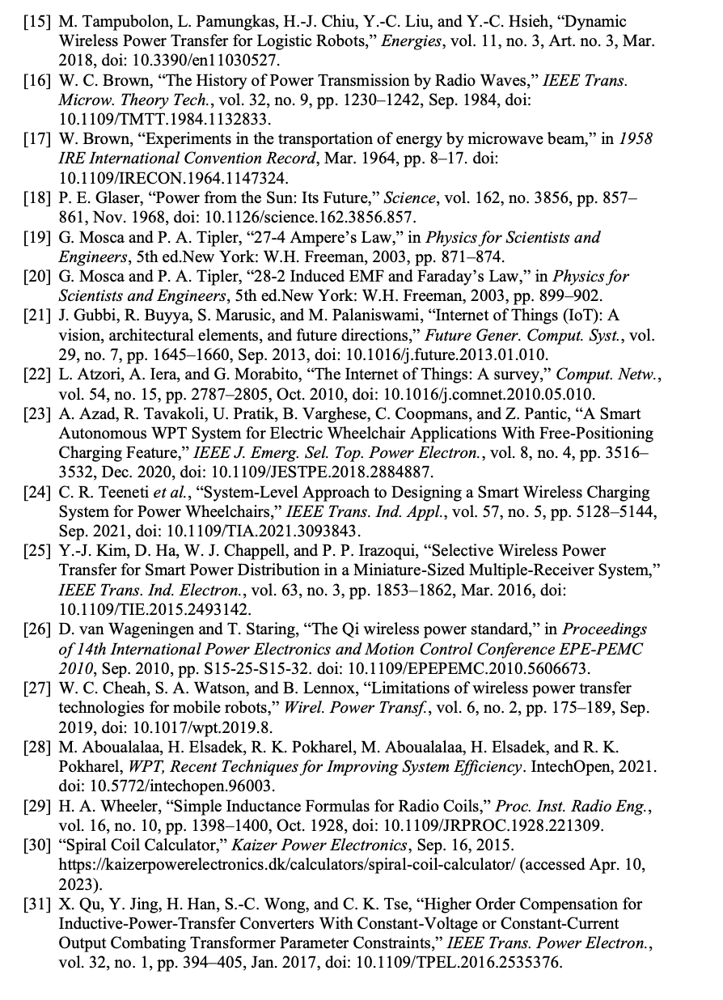 [15] M. Tampubolon, L. Pamungkas, H.-J. Chiu, Y.-C. Liu, and Y.-C. Hsieh, “Dynamic
Wireless Power Transfer for Logistic Robots,” Energies, vol. 11, no. 3, Art. no. 3, Mar.
2018, doi: 10.3390/en11030527.
[16] W. C. Brown, “The History of Power Transmission by Radio Waves,” IEEE Trans.
Microw. Theory Tech., vol. 32, no. 9, pp. 1230–1242, Sep. 1984, doi:
10.1109/TMTT.1984.1132833.
[17] W. Brown, “Experiments in the transportation of energy by microwave beam,” in 1958
IRE International Convention Record, Mar. 1964, pp. 8–17. doi:
10.1109/IRECON.1964.1147324.
[18] P. E. Glaser, “Power from the Sun: Its Future,” Science, vol. 162, no. 3856, pp. 857–
861, Nov. 1968, doi: 10.1126/science.162.3856.857.
[19] G. Mosca and P. A. Tipler, “27-4 Ampere’s Law,” in Physics for Scientists and
Engineers, 5th ed.New York: W.H. Freeman, 2003, pp. 871–874.
[20] G. Mosca and P. A. Tipler, “28-2 Induced EMF and Faraday’s Law,” in Physics for
Scientists and Engineers, 5th ed.New York: W.H. Freeman, 2003, pp. 899–902.
[21] J. Gubbi, R. Buyya, S. Marusic, and M. Palaniswami, “Internet of Things (IoT): A
vision, architectural elements, and future directions,” Future Gener. Comput. Syst., vol.
29, no. 7, pp. 1645–1660, Sep. 2013, doi: 10.1016/j.future.2013.01.010.
[22] L. Atzori, A. Iera, and G. Morabito, “The Internet of Things: A survey,” Comput. Netw.,
vol. 54, no. 15, pp. 2787–2805, Oct. 2010, doi: 10.1016/j.comnet.2010.05.010.
[23] A. Azad, R. Tavakoli, U. Pratik, B. Varghese, C. Coopmans, and Z. Pantic, “A Smart
Autonomous WPT System for Electric Wheelchair Applications With Free-Positioning
Charging Feature,” IEEE J. Emerg. Sel. Top. Power Electron., vol. 8, no. 4, pp. 3516–
3532, Dec. 2020, doi: 10.1109/JESTPE.2018.2884887.
[24] C. R. Teeneti et al., “System-Level Approach to Designing a Smart Wireless Charging
System for Power Wheelchairs,” IEEE Trans. Ind. Appl., vol. 57, no. 5, pp. 5128–5144,
Sep. 2021, doi: 10.1109/TIA.2021.3093843.
[25] Y.-J. Kim, D. Ha, W. J. Chappell, and P. P. Irazoqui, “Selective Wireless Power
Transfer for Smart Power Distribution in a Miniature-Sized Multiple-Receiver System,”
IEEE Trans. Ind. Electron., vol. 63, no. 3, pp. 1853–1862, Mar. 2016, doi:
10.1109/TIE.2015.2493142.
[26] D. van Wageningen and T. Staring, “The Qi wireless power standard,” in Proceedings
of 14th International Power Electronics and Motion Control Conference EPE-PEMC
2010, Sep. 2010, pp. S15-25-S15-32. doi: 10.1109/EPEPEMC.2010.5606673.
[27] W. C. Cheah, S. A. Watson, and B. Lennox, “Limitations of wireless power transfer
technologies for mobile robots,” Wirel. Power Transf., vol. 6, no. 2, pp. 175–189, Sep.
2019, doi: 10.1017/wpt.2019.8.
[28] M. Aboualalaa, H. Elsadek, R. K. Pokharel, M. Aboualalaa, H. Elsadek, and R. K.
Pokharel, WPT, Recent Techniques for Improving System Efficiency. IntechOpen, 2021.
doi: 10.5772/intechopen.96003.
[29] H. A. Wheeler, “Simple Inductance Formulas for Radio Coils,” Proc. Inst. Radio Eng.,
vol. 16, no. 10, pp. 1398–1400, Oct. 1928, doi: 10.1109/JRPROC.1928.221309.
[30] “Spiral Coil Calculator,” Kaizer Power Electronics, Sep. 16, 2015.
https://kaizerpowerelectronics.dk/calculators/spiral-coil-calculator/ (accessed Apr. 10,
2023).
[31] X. Qu, Y. Jing, H. Han, S.-C. Wong, and C. K. Tse, “Higher Order Compensation for
Inductive-Power-Transfer Converters With Constant-Voltage or Constant-Current
Output Combating Transformer Parameter Constraints,” IEEE Trans. Power Electron.,
vol. 32, no. 1, pp. 394–405, Jan. 2017, doi: 10.1109/TPEL.2016.2535376.